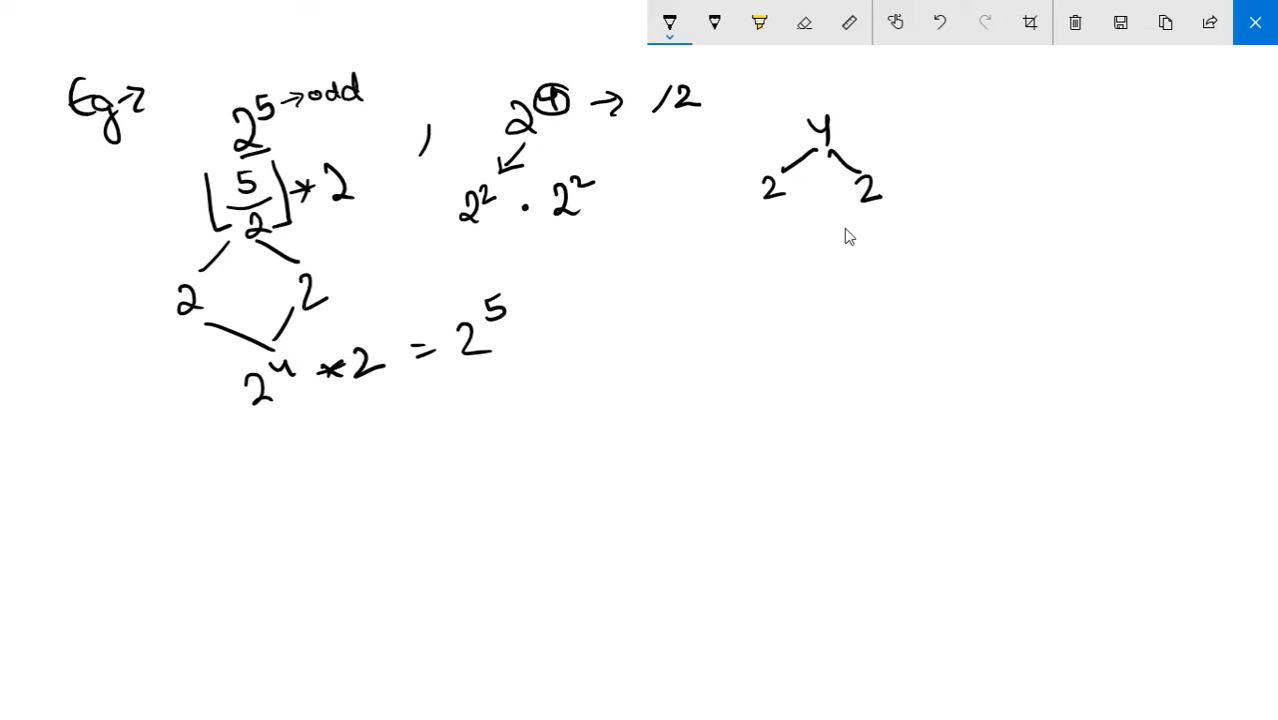 Eg→ 2^5 → odd , 2^4 → /2
⌊5/2⌋ * 2
2^2 . 2^2
4
2 2
2 2
2^4 * 2 = 2^5